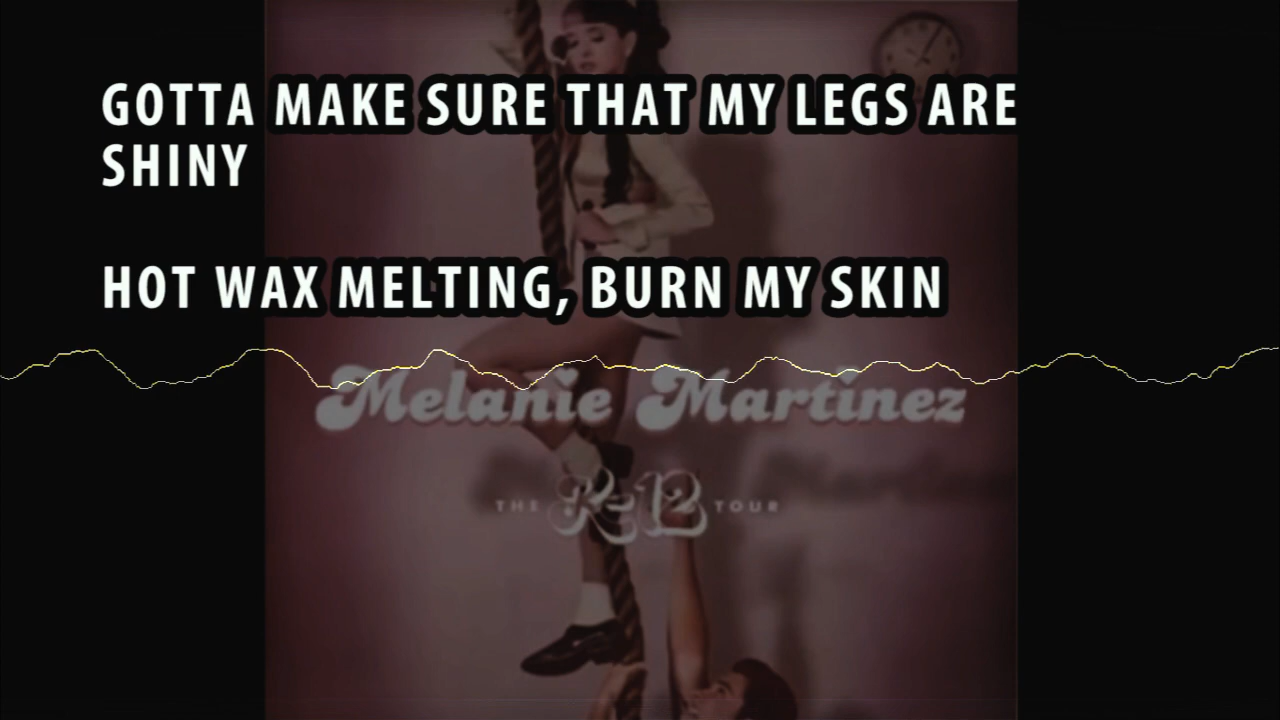 GOTTA MAKE SURE THAT MY LEGS ARE
SHINY
HOT WAX MELTING, BURN MY SKIN
Melanie Martinez
THE K-12 TOUR